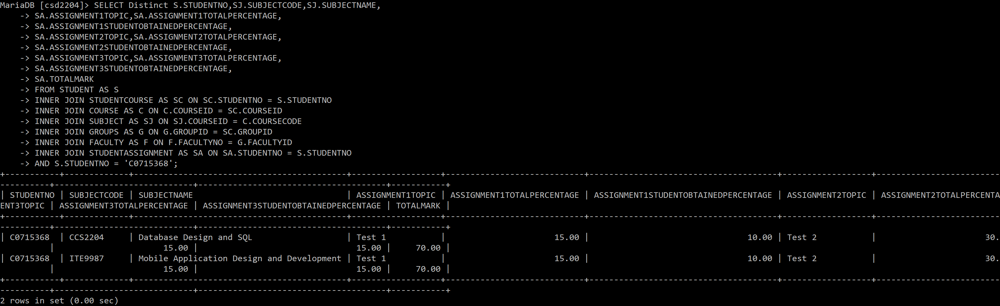 MariaDB [csd2204]> SELECT Distinct S.STUDENTNO,SJ.SUBJECTCODE,SJ.SUBJECTNAME,
    -> SA.ASSIGNMENT1TOPIC,SA.ASSIGNMENT1TOTALPERCENTAGE,
    -> SA.ASSIGNMENT1STUDENTOBTAINEDPERCENTAGE,
    -> SA.ASSIGNMENT2TOPIC,SA.ASSIGNMENT2TOTALPERCENTAGE,
    -> SA.ASSIGNMENT2STUDENTOBTAINEDPERCENTAGE,
    -> SA.ASSIGNMENT3TOPIC,SA.ASSIGNMENT3TOTALPERCENTAGE,
    -> SA.ASSIGNMENT3STUDENTOBTAINEDPERCENTAGE,
    -> SA.TOTALMARK
    -> FROM STUDENT AS S
    -> INNER JOIN STUDENTCOURSE AS SC ON SC.STUDENTNO = S.STUDENTNO
    -> INNER JOIN COURSE AS C ON C.COURSEID = SC.COURSEID
    -> INNER JOIN SUBJECT AS SJ ON SJ.COURSEID = C.COURSECODE
    -> INNER JOIN GROUPS AS G ON G.GROUPID = SC.GROUPID
    -> INNER JOIN FACULTY AS F ON F.FACULTYNO = G.FACULTYID
    -> INNER JOIN STUDENTASSIGNMENT AS SA ON SA.STUDENTNO = S.STUDENTNO
    -> AND S.STUDENTNO = 'C0715368';
| STUDENTNO | SUBJECTCODE | SUBJECTNAME | ASSIGNMENT1TOPIC | ASSIGNMENT1TOTALPERCENTAGE | ASSIGNMENT1STUDENTOBTAINEDPERCENTAGE | ASSIGNMENT2TOPIC | ASSIGNMENT2TOTALPERCENTA
ENT3TOPIC | ASSIGNMENT3TOTALPERCENTAGE | ASSIGNMENT3STUDENTOBTAINEDPERCENTAGE | TOTALMARK |
| C0715368 | CCS2204 | Database Design and SQL | Test 1 | 15.00 | 10.00 | Test 2 | 30.
| 15.00 | 15.00 | 70.00 |
| C0715368 | ITE9987 | Mobile Application Design and Development | Test 1 | 15.00 | 10.00 | Test 2 | 30.
| 15.00 | 15.00 | 70.00 |
2 rows in set (0.00 sec)